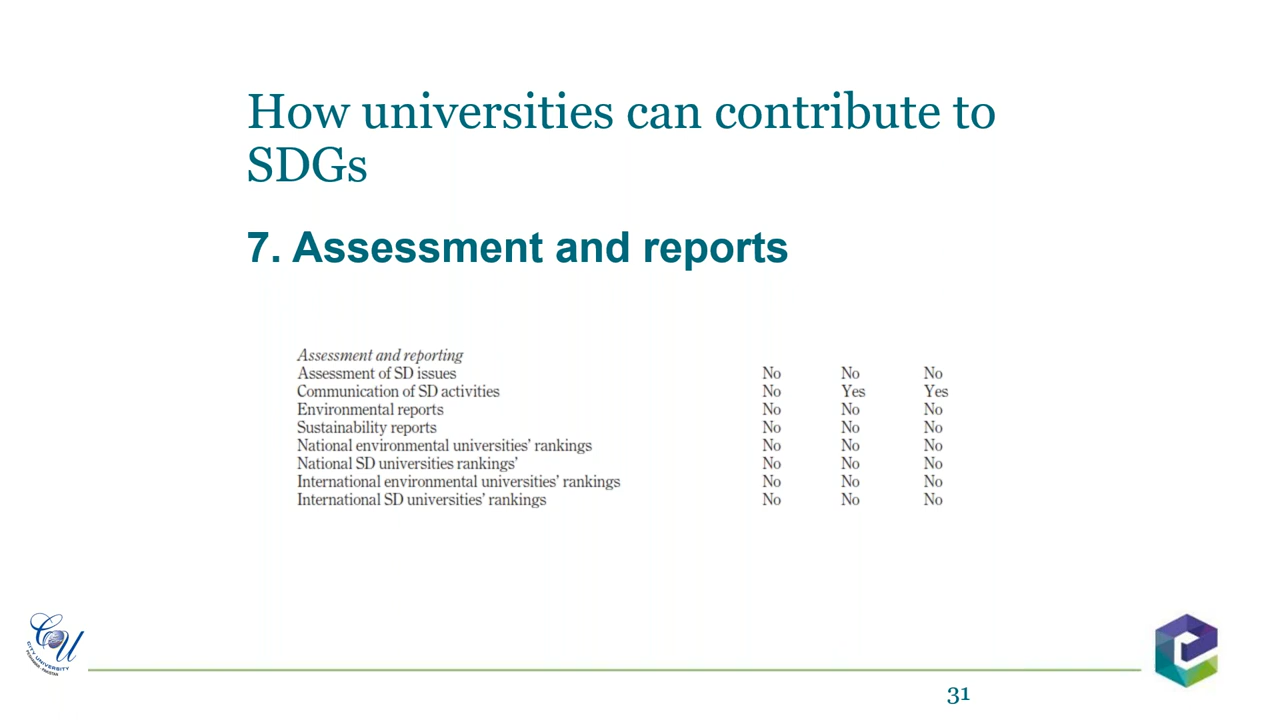 How universities can contribute to
SDGs
7. Assessment and reports
Assessment and reporting
Assessment of SD issues No No No
Communication of SD activities No Yes Yes
Environmental reports No No No
Sustainability reports No No No
National environmental universities’ rankings No No No
National SD universities rankings’ No No No
International environmental universities’ rankings No No No
International SD universities’ rankings No No No
CU
CITY UNIVERSITY
31